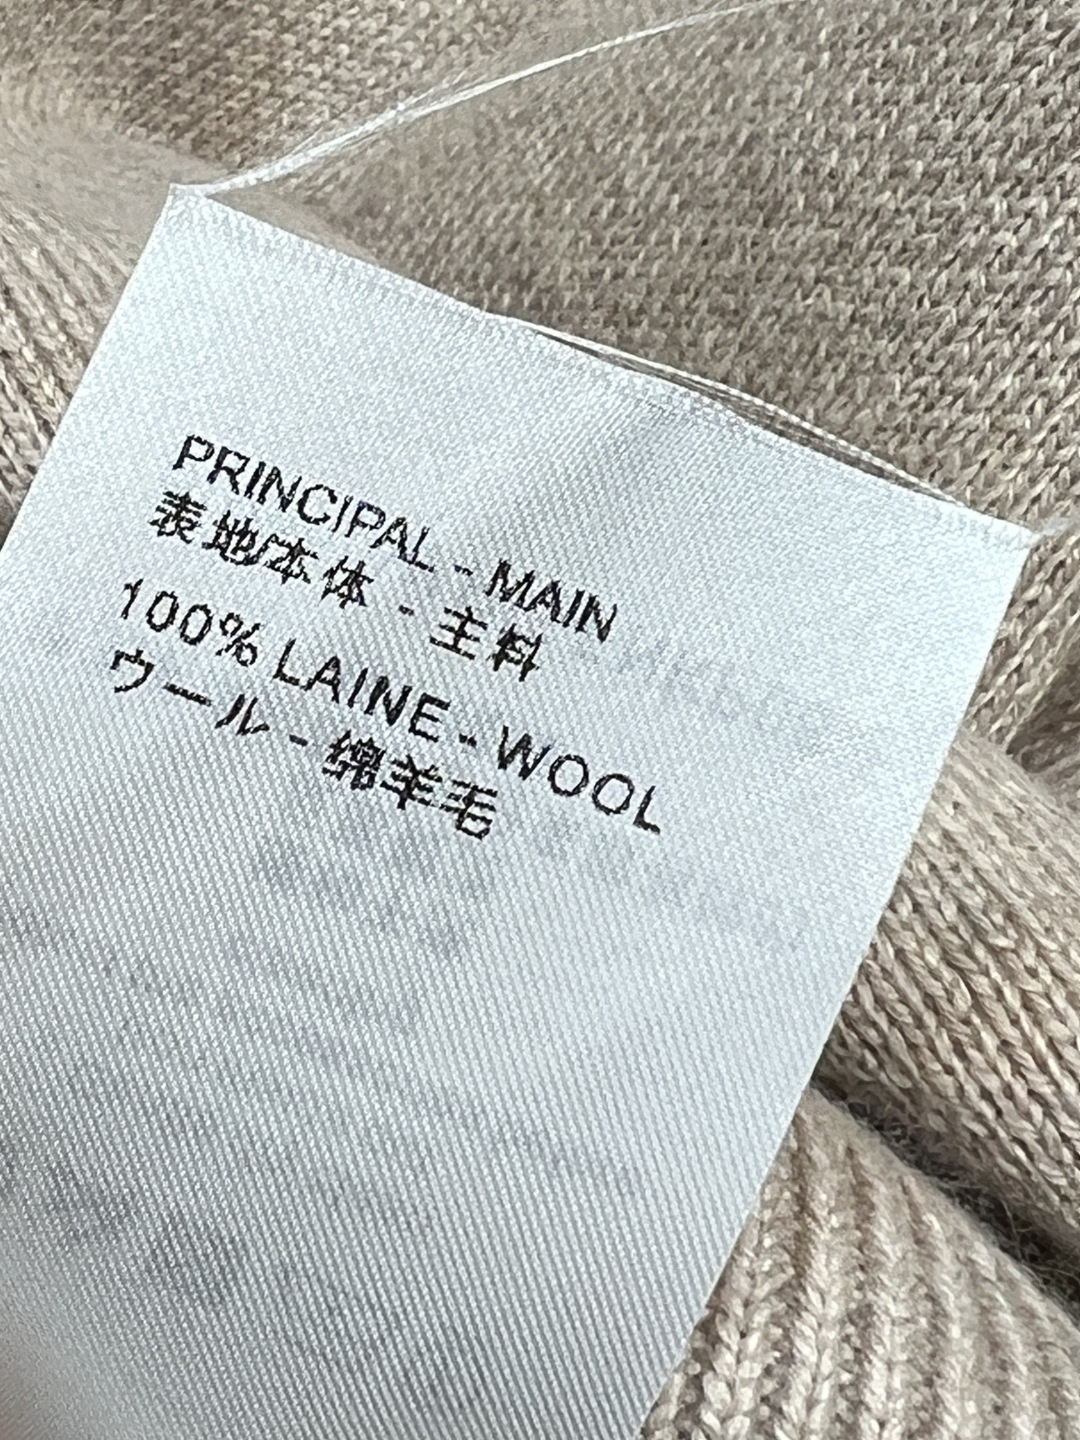 PRINCIPAL - MAIN
表地/本体 - 主料
100% LAINE - WOOL
ウール - 绵羊毛